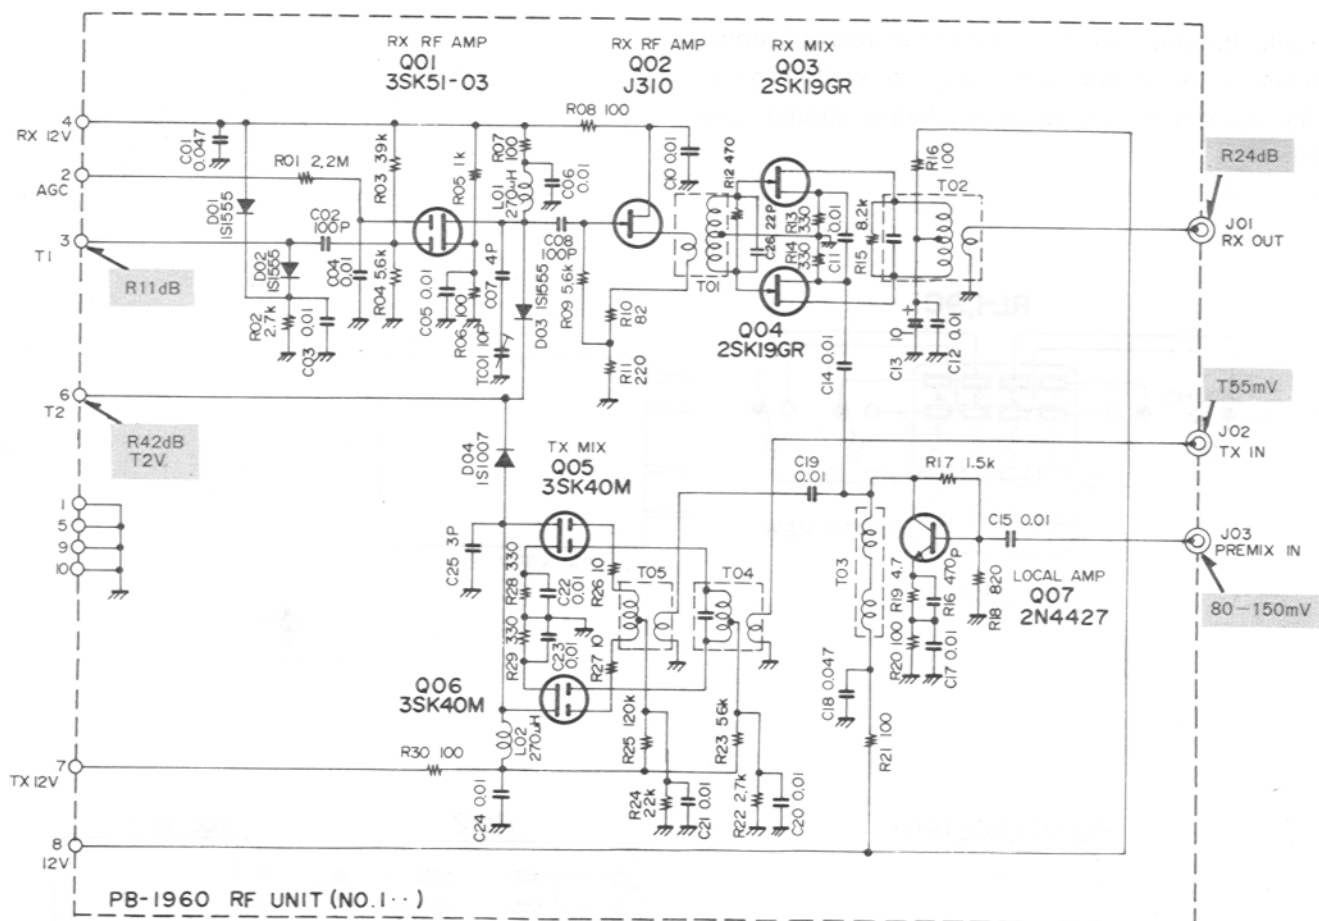 RX RF AMP
Q01
3SK51-03
RX RF AMP
Q02
J310
RX MIX
Q03
2SK19GR
4
RX 12V
C01
0.047
R01 2.2M
R03 39k
R05 1k
R07
100
L01
270μH
C06
0.01
R08 100
C10 0.01
R12 470
R16
100
R24dB
2
AGC
D01
1S1555
C02
100P
3
T1
R11dB
D02
1S1555
R02
2.7k
C03 0.01
C04
0.01
R04 5.6k
C05 0.01
R06 100
C07 4P
TC01 10P
C08
100P
D03 1S1555
R09 5.6k
R10
82
R11
220
T01
C26 22P
R13
330
R14
330
C11 0.01
R15 8.2k
T02
J01
RX OUT
Q04
2SK19GR
C14 0.01
C13 10
+
C12 0.01
6
T2
R42dB
T2V
D04
1S1007
TX MIX
Q05
3SK40M
T55mV
J02
TX IN
C19
0.01
R17 1.5k
1
5
9
10
C25 3P
R28 330
C22
0.01
R26 10
T05
T04
T03
R19 4.7
R16 470P
C15 0.01
R18 820
J03
PREMIX IN
LOCAL AMP
Q07
2N4427
80-150mV
R29 330
C23
0.01
R27 10
R20 100
C17 0.01
Q06
3SK40M
L02
270μH
C18 0.047
R25 120k
R23 56k
R21 100
7
TX 12V
R30 100
C24 0.01
R24
22k
C21 0.01
R22 2.7k
C20 0.01
8
12V
PB-1960 RF UNIT (NO.1··)